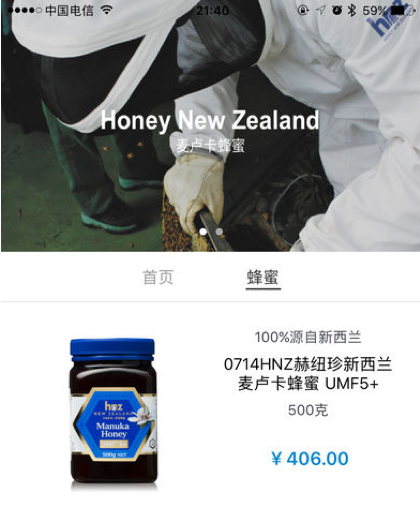 中国电信 21:40 59%
hnz
Honey New Zealand
麦卢卡蜂蜜
首页 蜂蜜
100%源自新西兰
0714HNZ赫纽珍新西兰
麦卢卡蜂蜜 UMF5+
500克
¥ 406.00
hnz
NEW ZEALAND
Manuka
Honey
500g NET